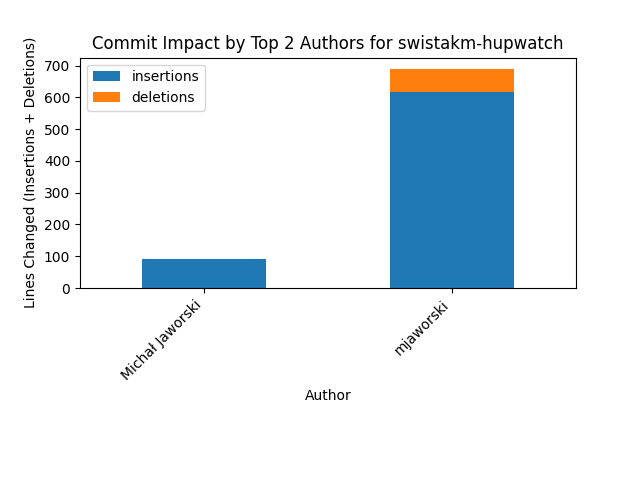 Commit Impact by Top 2 Authors for swistakm-hupwatch
insertions
deletions
Lines Changed (Insertions + Deletions)
700
600
500
400
300
200
100
0
Michał Jaworski
mjaworski
Author